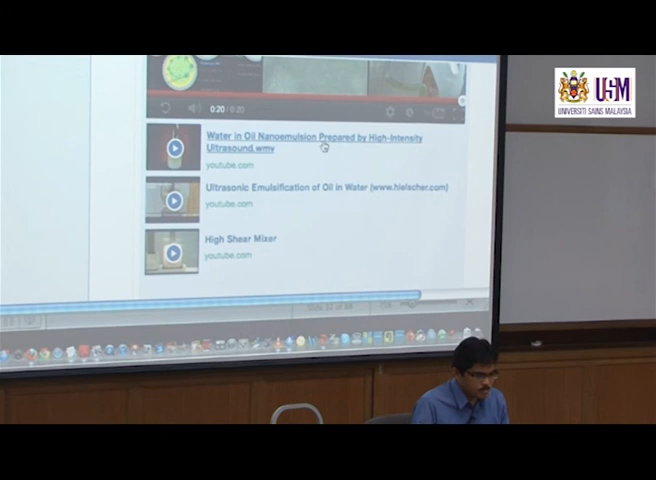 USM
UNIVERSITI SAINS MALAYSIA
0:20 / 0:20
Water in Oil Nanoemulsion Prepared by High-Intensity
Ultrasound.wmv
youtube.com
Ultrasonic Emulsification of Oil in Water (www.hielscher.com)
youtube.com
High Shear Mixer
youtube.com